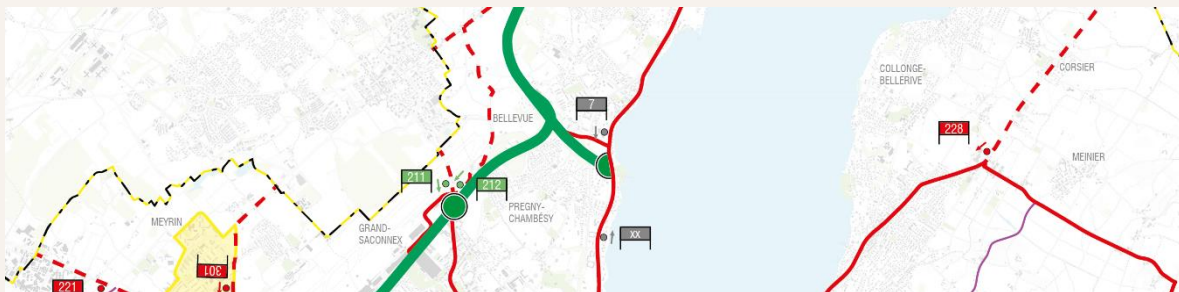 COLLONGE-
BELLERIVE
CORSIER
7
BELLEVUE
228
MEINIER
211
212
MEYRIN
PREGNY-
CHAMBÉSY
GRAND-
SACONNEX
XX
301
221